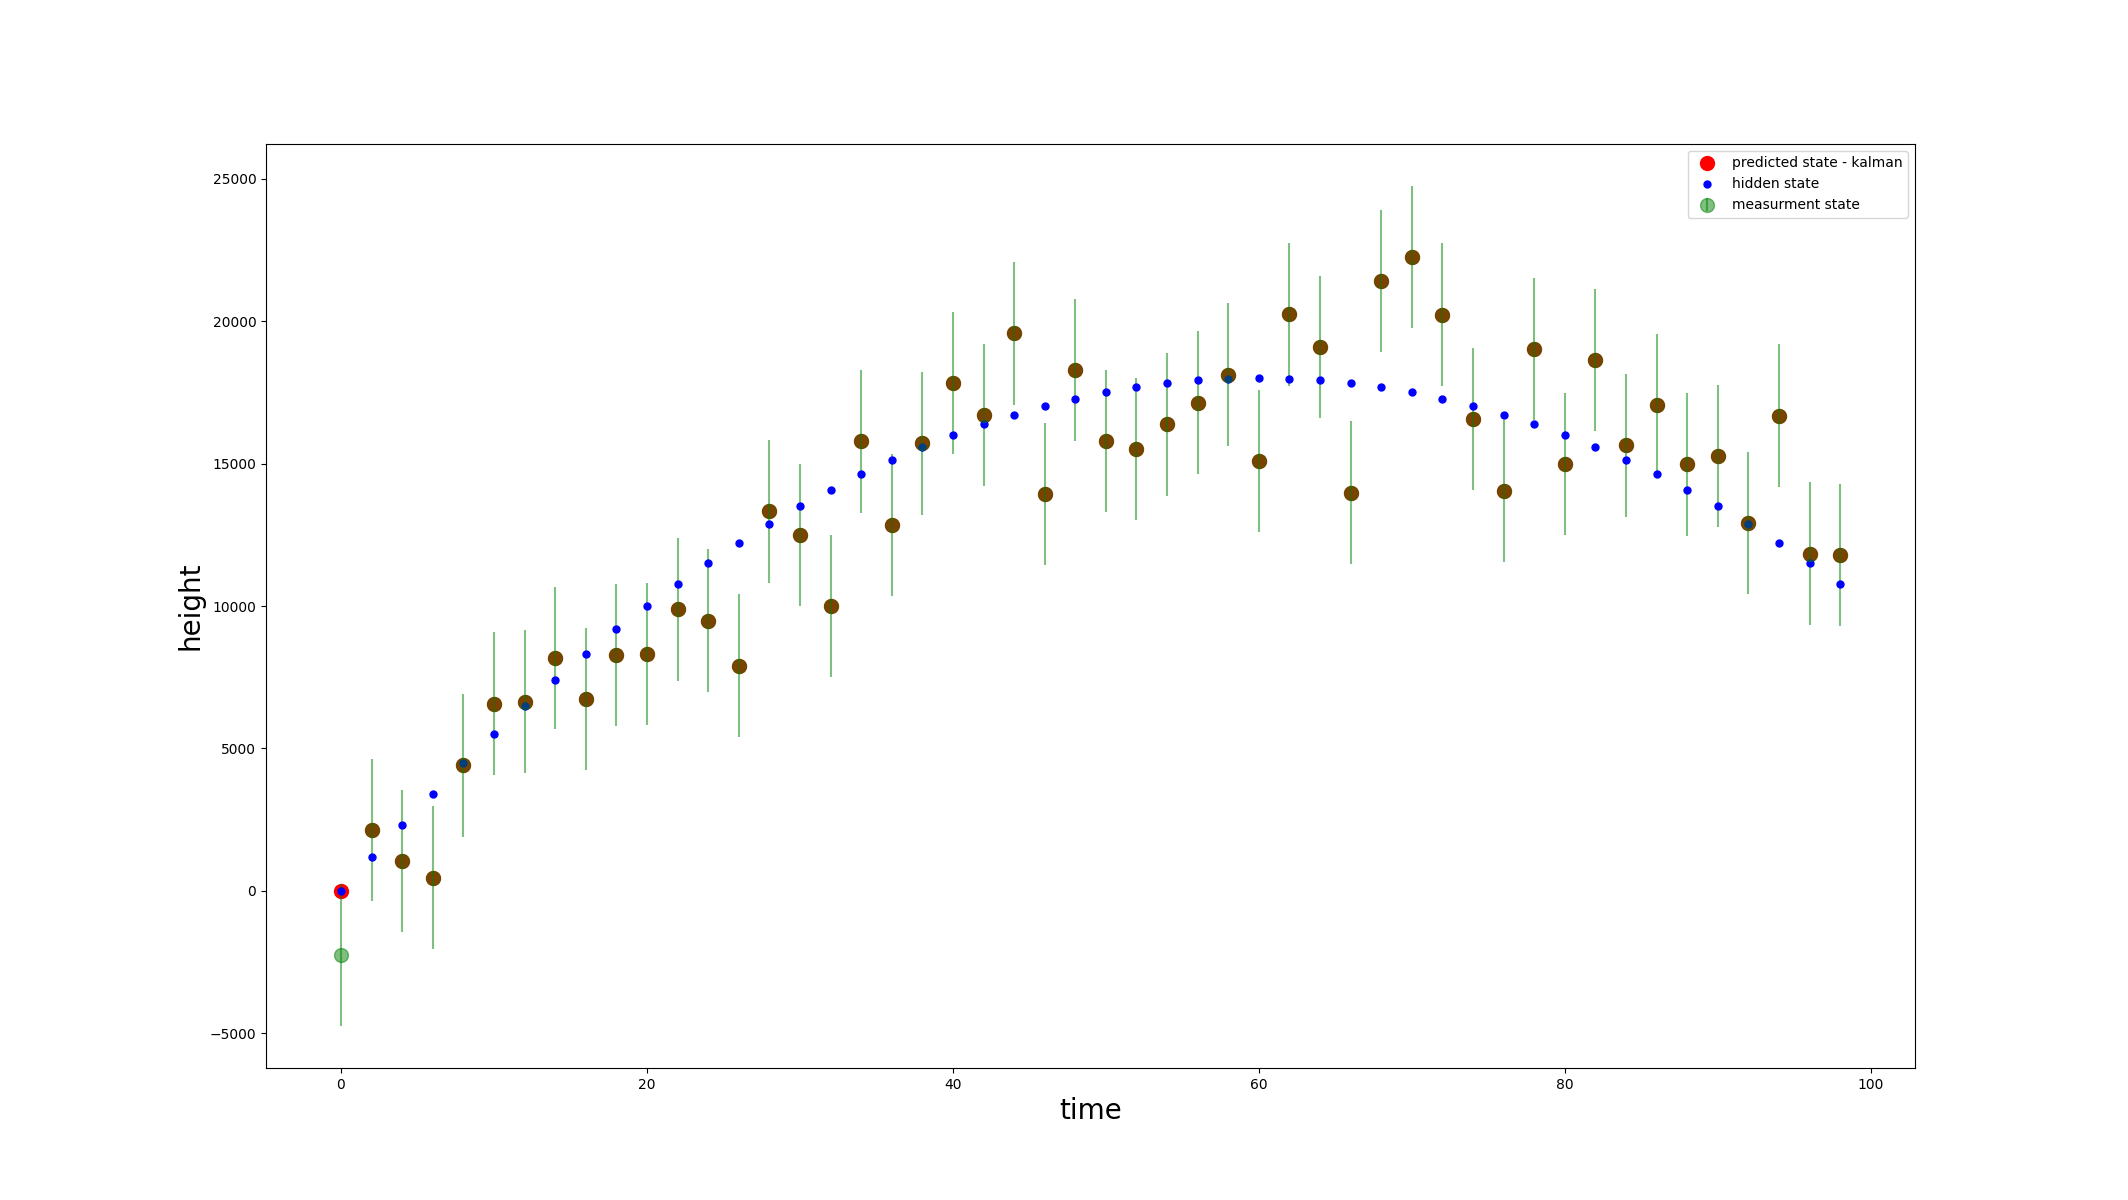 25000
20000
15000
10000
5000
0
−5000
height
0
20
40
60
80
100
time
predicted state - kalman
hidden state
measurment state